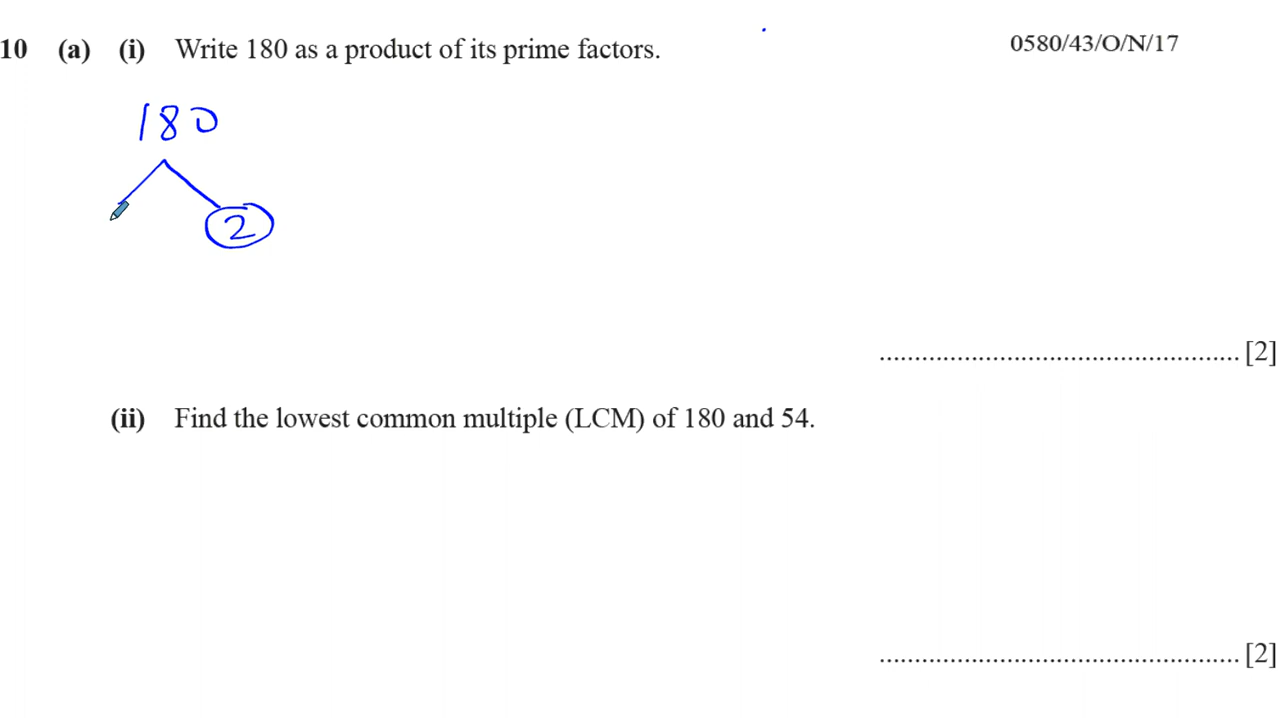 10 (a) (i) Write 180 as a product of its prime factors. 0580/43/O/N/17
180
2
................................................... [2]
(ii) Find the lowest common multiple (LCM) of 180 and 54.
................................................... [2]